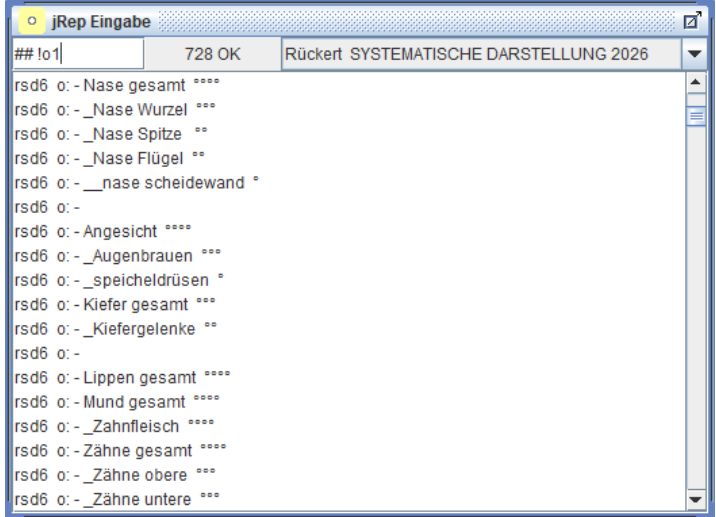 jRep Eingabe
## !o1 728 OK Rückert SYSTEMATISCHE DARSTELLUNG 2026
rsd6 o: - Nase gesamt °°°°
rsd6 o: - _Nase Wurzel °°°
rsd6 o: - _Nase Spitze °°
rsd6 o: - _Nase Flügel °°
rsd6 o: - __nase scheidewand °
rsd6 o: -
rsd6 o: - Angesicht °°°°
rsd6 o: - _Augenbrauen °°°
rsd6 o: - _speicheldrüsen °
rsd6 o: - Kiefer gesamt °°°
rsd6 o: - _Kiefergelenke °°
rsd6 o: -
rsd6 o: - Lippen gesamt °°°°
rsd6 o: - Mund gesamt °°°°
rsd6 o: - _Zahnfleisch °°°°
rsd6 o: - Zähne gesamt °°°°
rsd6 o: - _Zähne obere °°°
rsd6 o: - _Zähne untere °°°